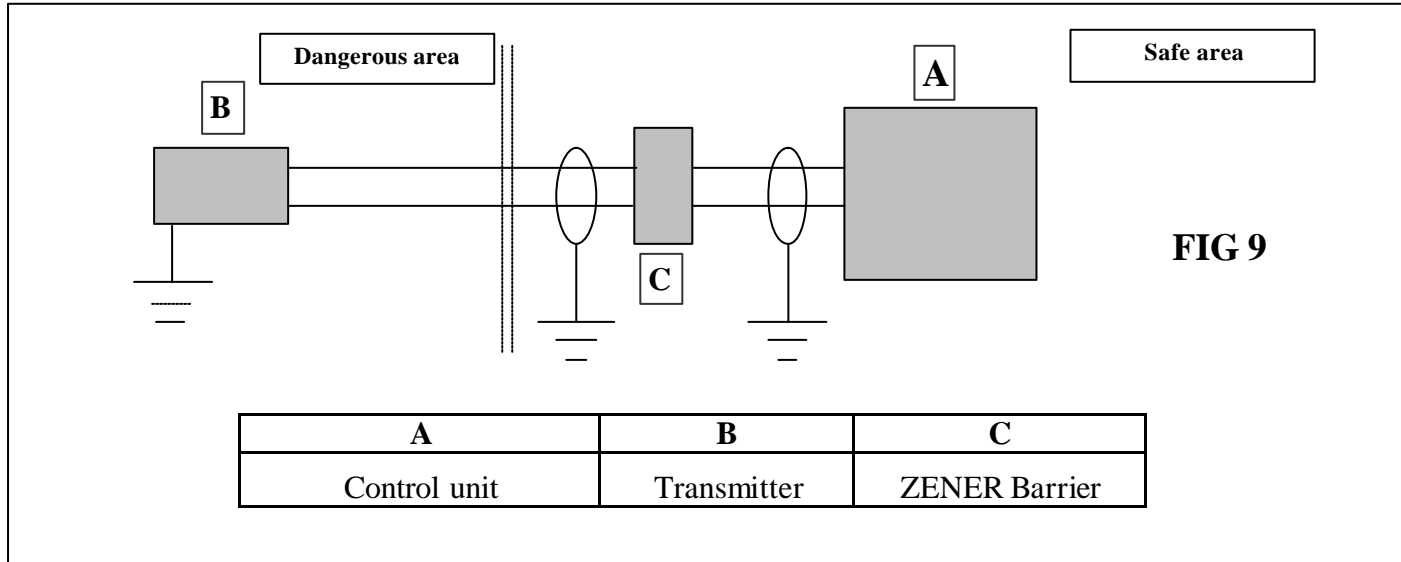 Dangerous area
Safe area
A
B
C
FIG 9
A B C
Control unit Transmitter ZENER Barrier